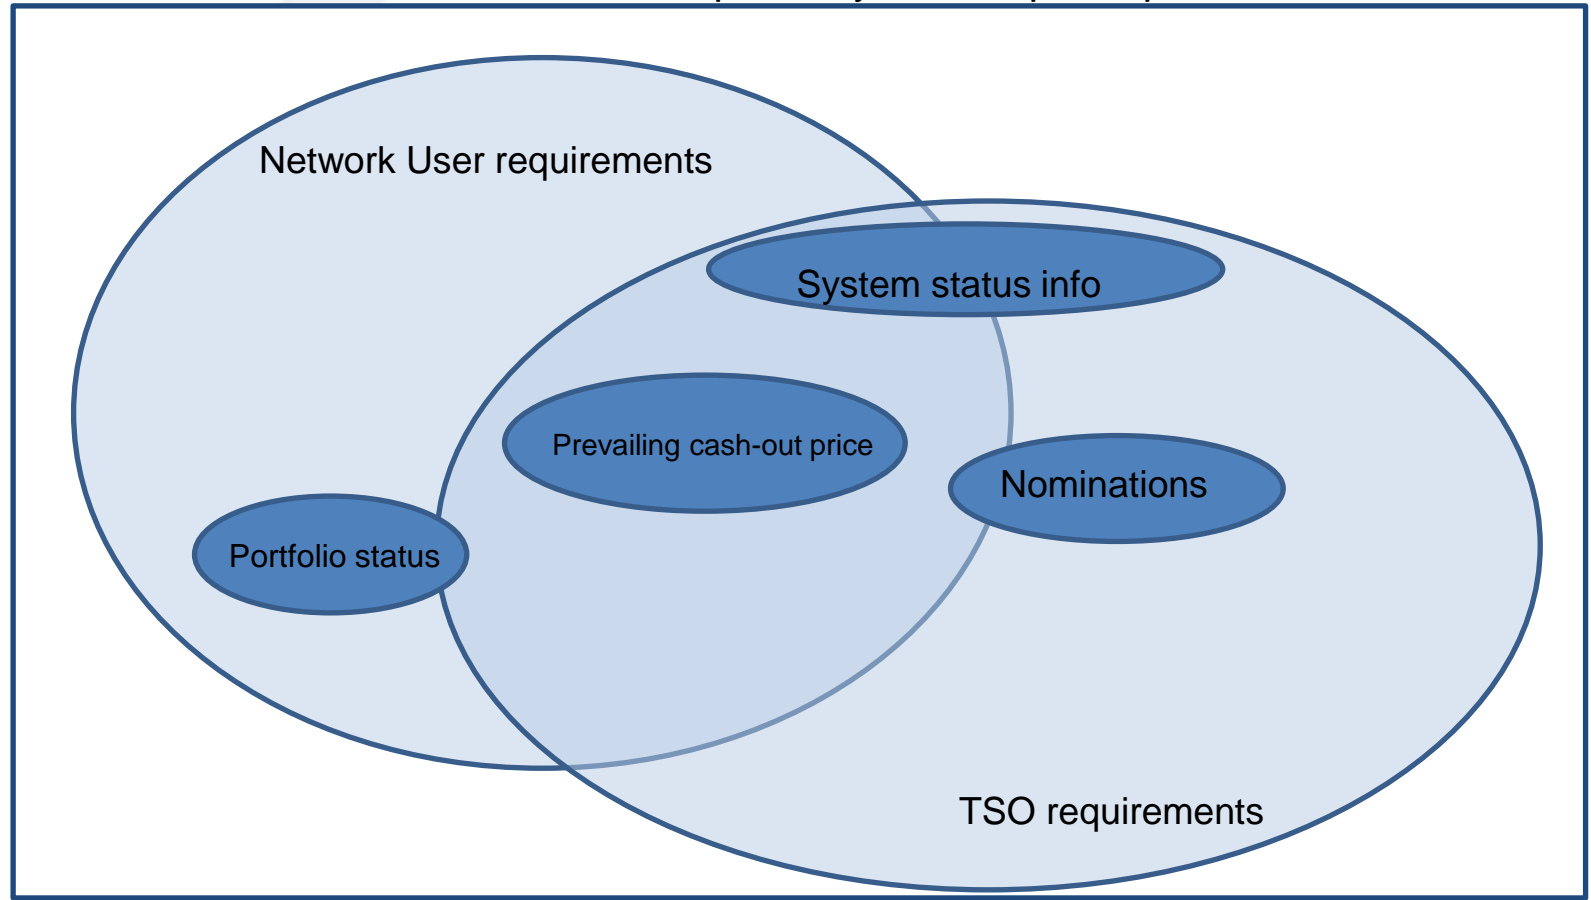 Network User requirements
System status info
Prevailing cash-out price
Nominations
Portfolio status
TSO requirements